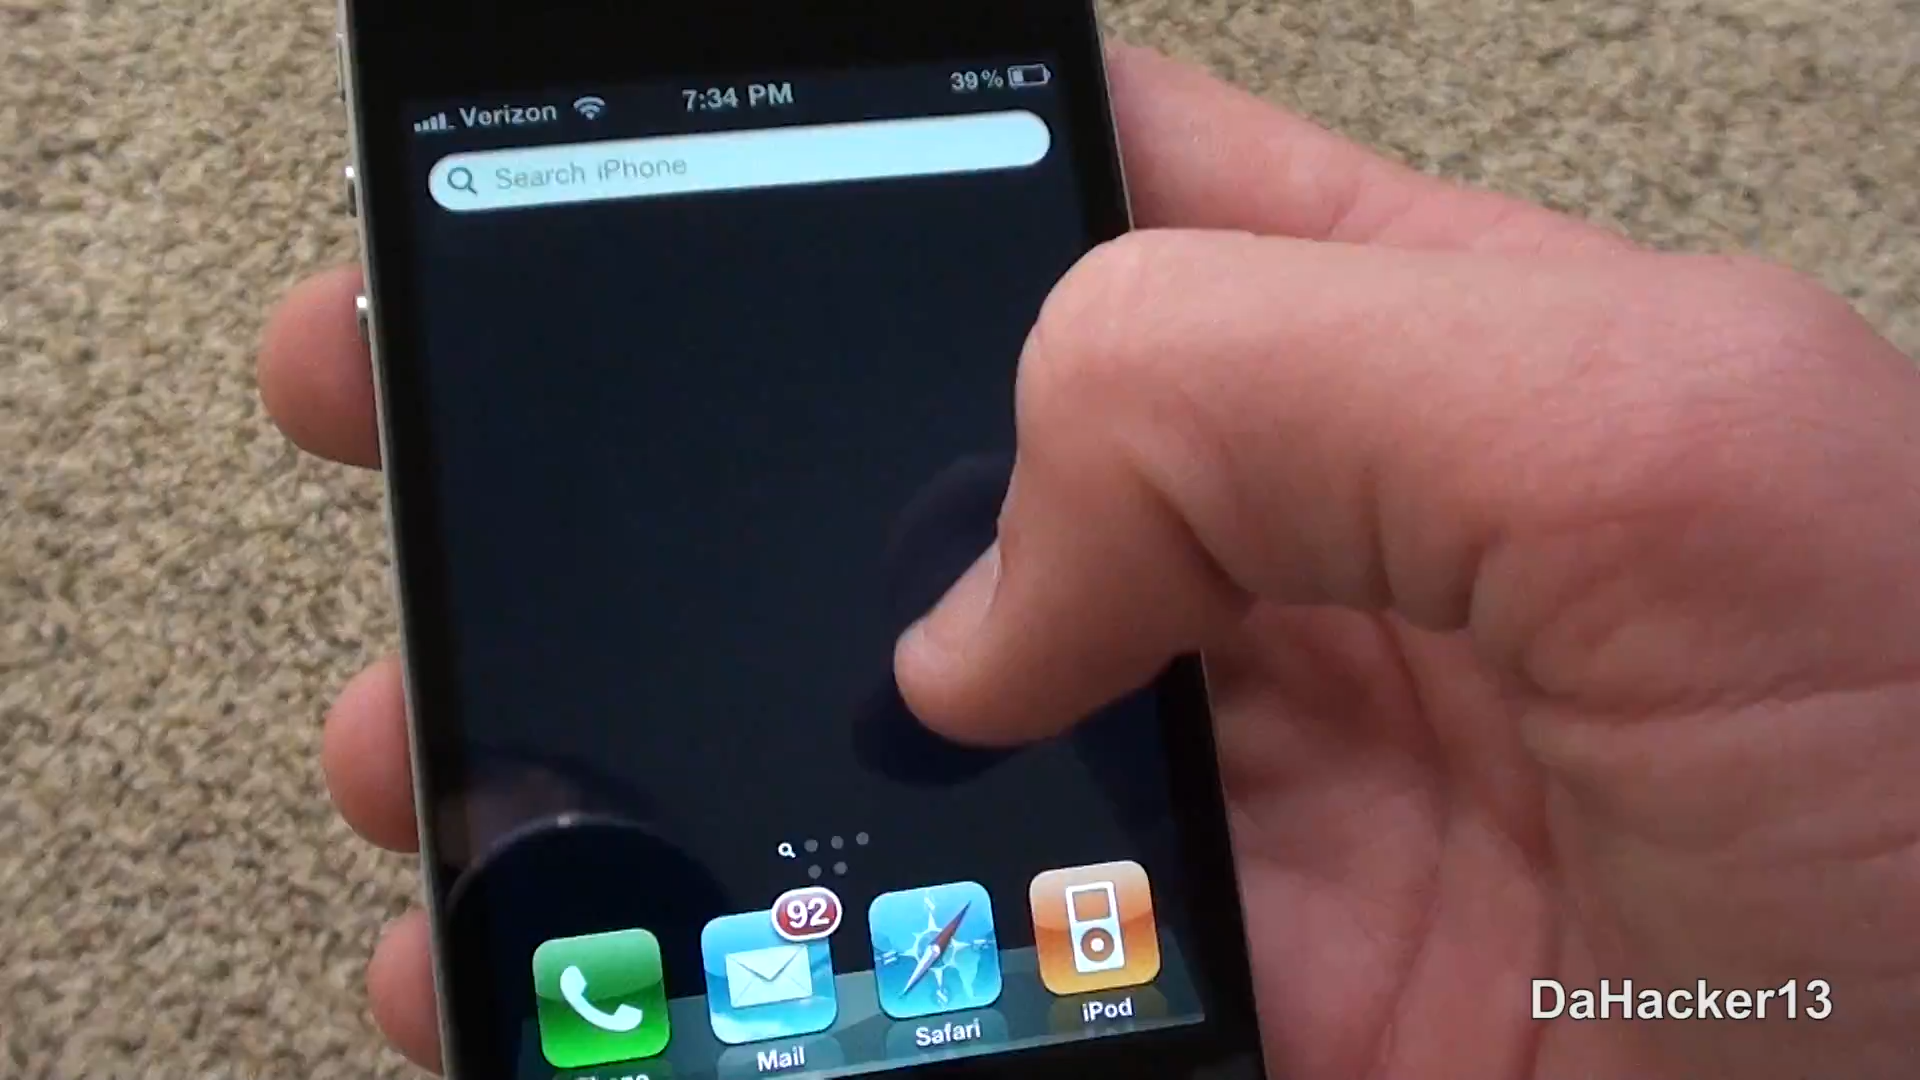 Verizon 7:34 PM 39%
Search iPhone
92
Mail Safari iPod
DaHacker13